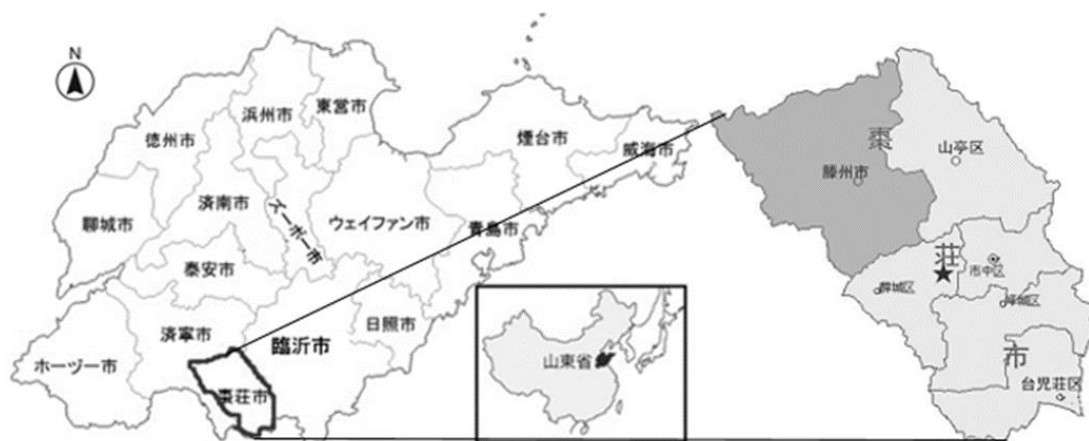 N
浜州市
東営市
徳州市
煙台市
威海市
済南市
聊城市
ズーボー市
ウェイファン市
青島市
泰安市
済寧市
臨沂市
日照市
ホーヅー市
棗荘市
山東省
棗
山亭区
滕州市
荘
市中区
薛城区
嶧城区
市
台児荘区